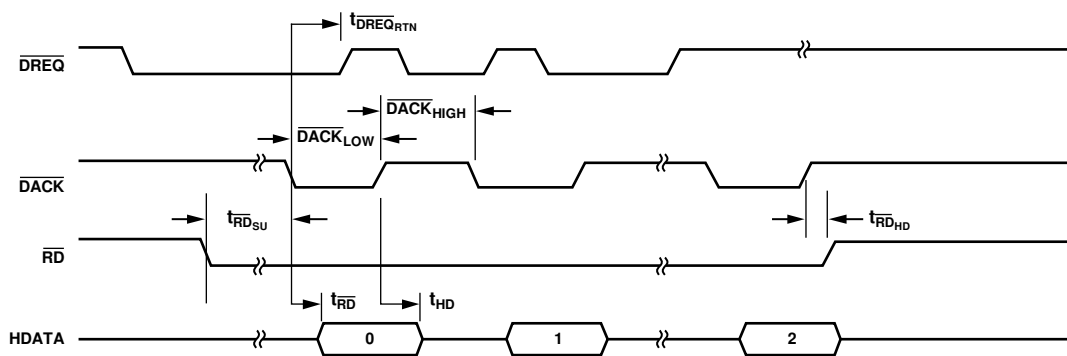 tDREQRTN
DREQ
DACKHIGH
DACKLOW
DACK
tRDSU
tRDHD
RD
tRD
tHD
HDATA
0
1
2